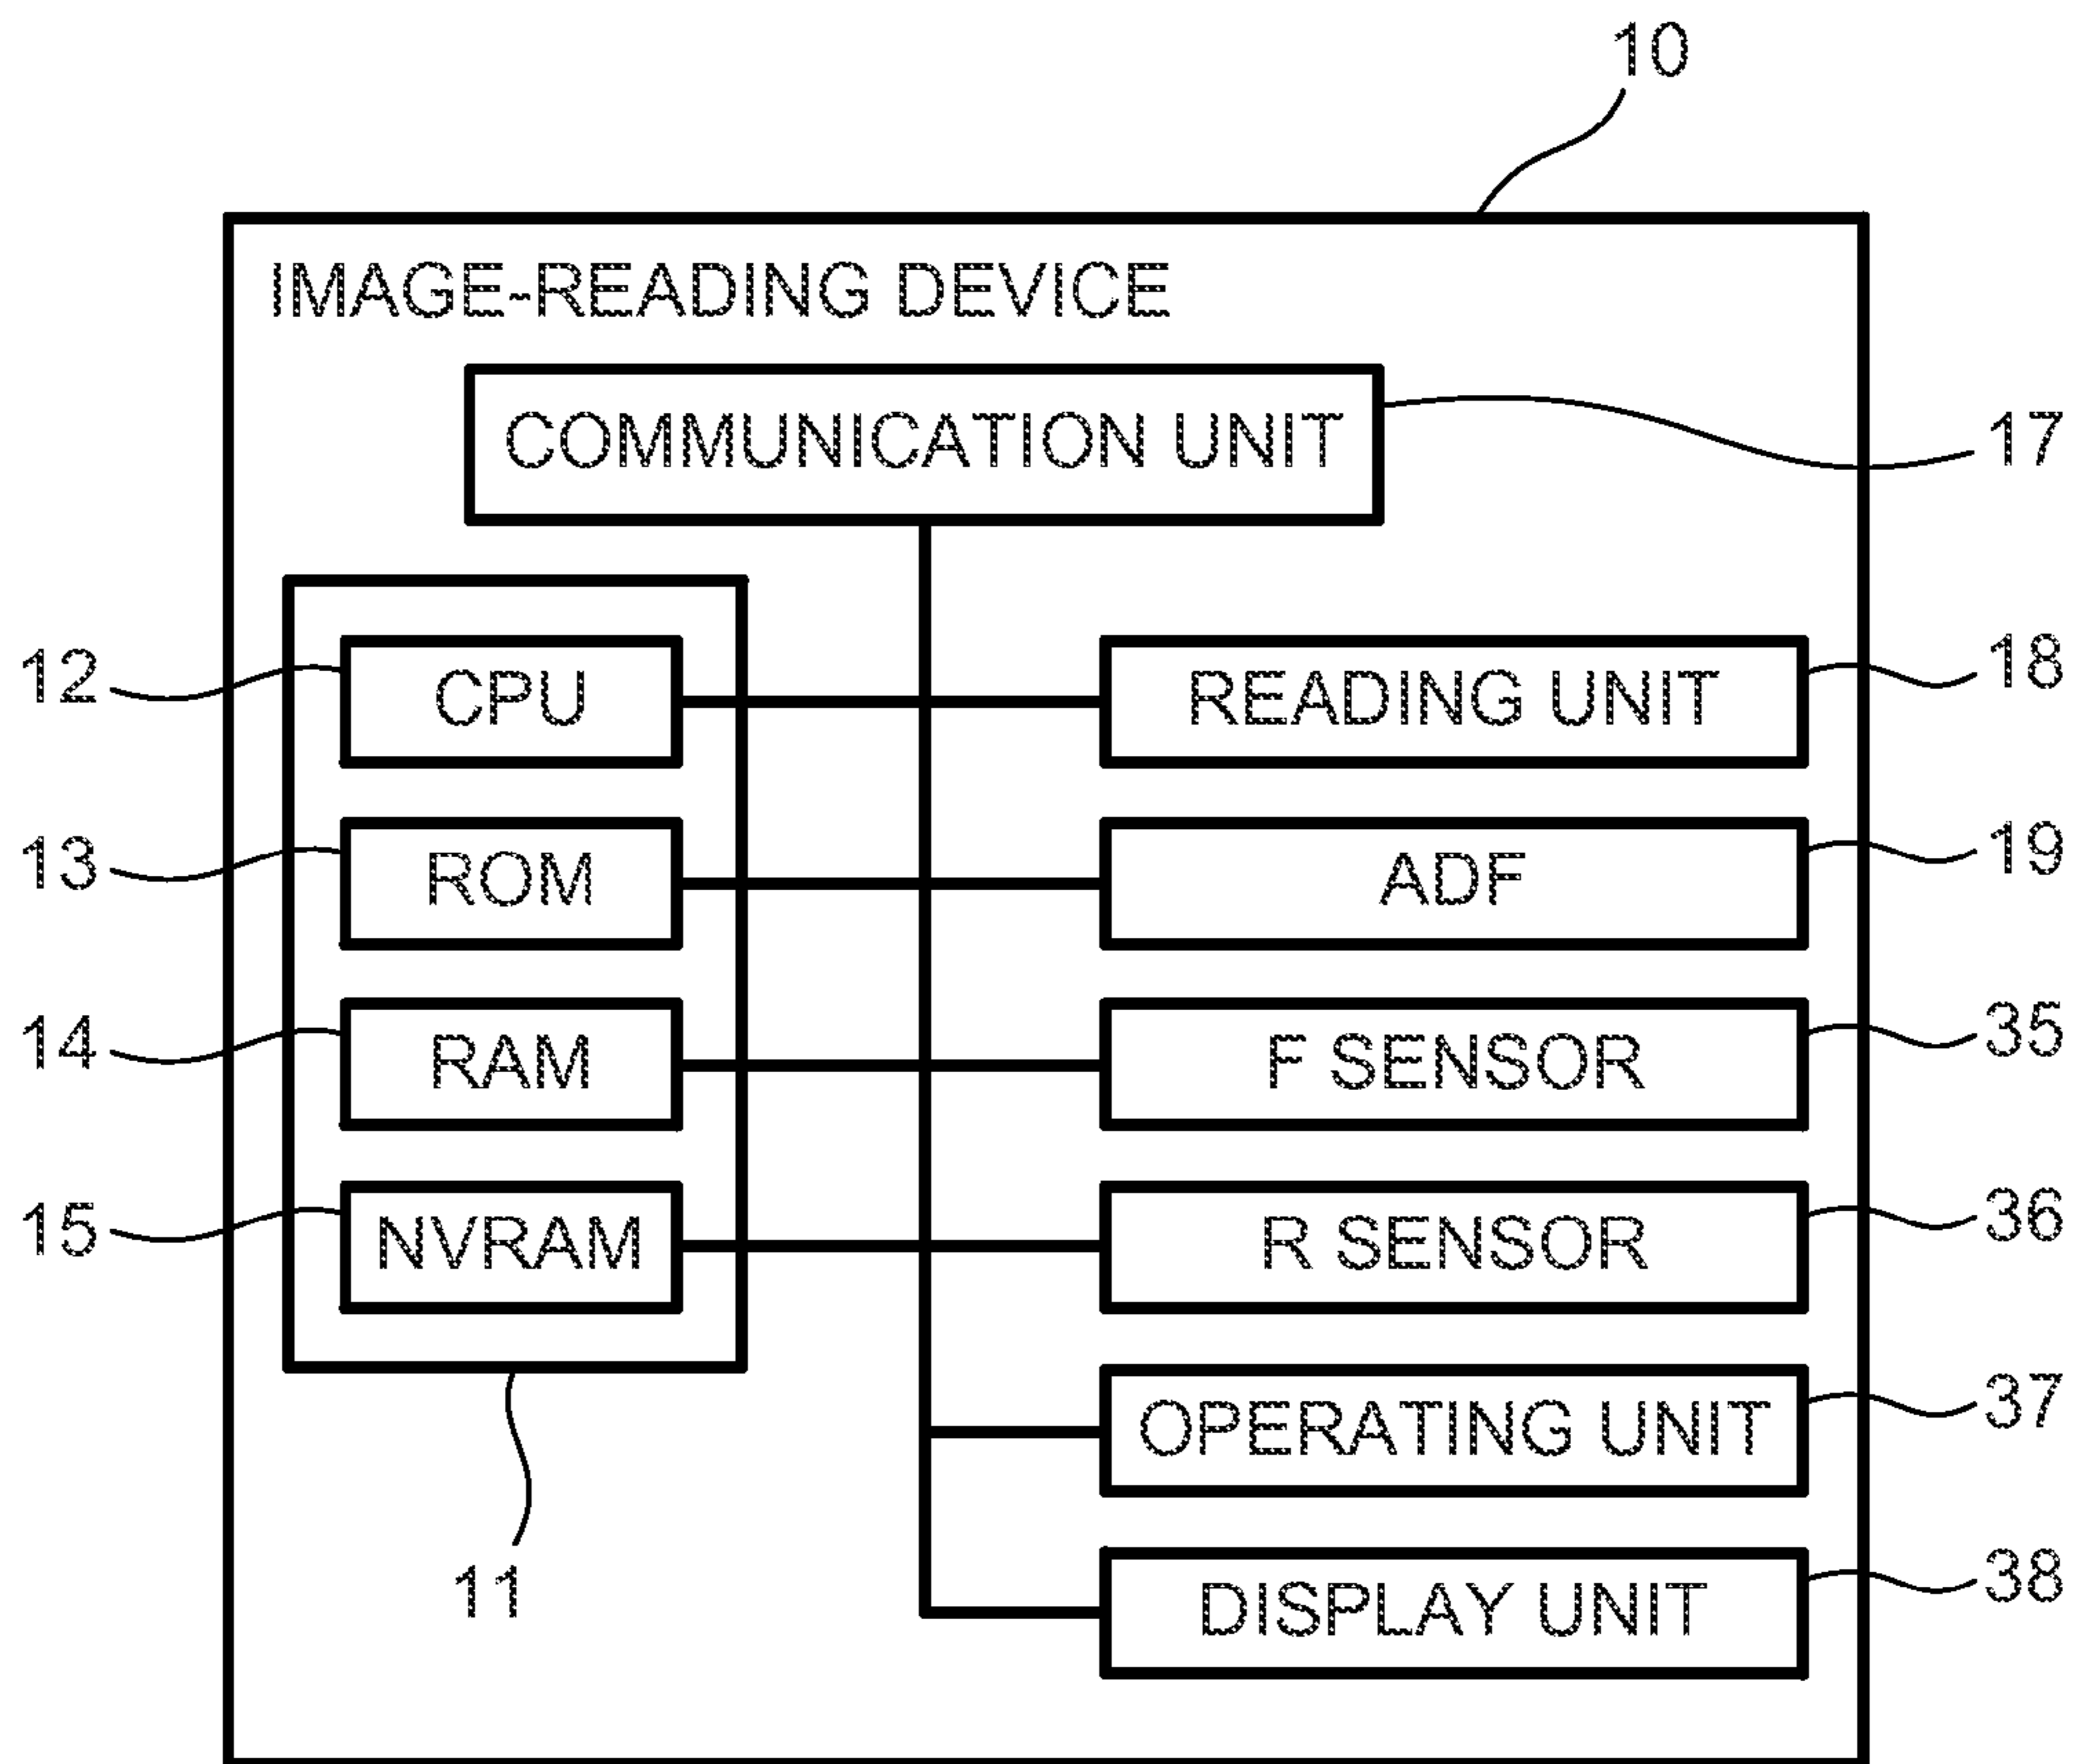 10
IMAGE-READING DEVICE
COMMUNICATION UNIT
17
12
CPU
READING UNIT
18
13
ROM
ADF
19
14
RAM
F SENSOR
35
15
NVRAM
R SENSOR
36
OPERATING UNIT
37
11
DISPLAY UNIT
38